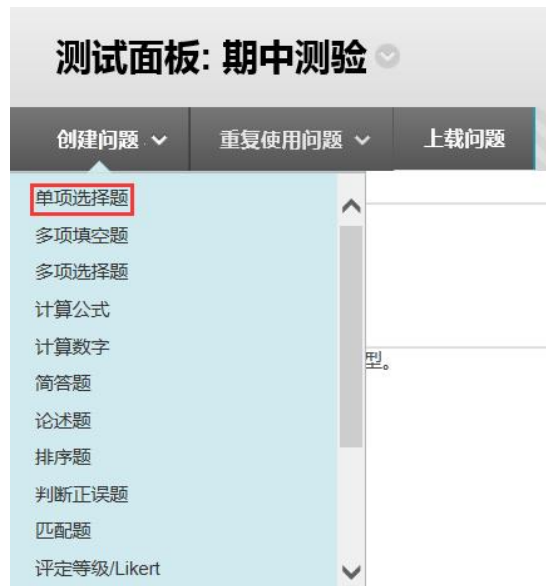 测试面板: 期中测验
创建问题 重复使用问题 上载问题
单项选择题
多项填空题
多项选择题
计算公式
计算数字
型。
简答题
论述题
排序题
判断正误题
匹配题
评定等级/Likert